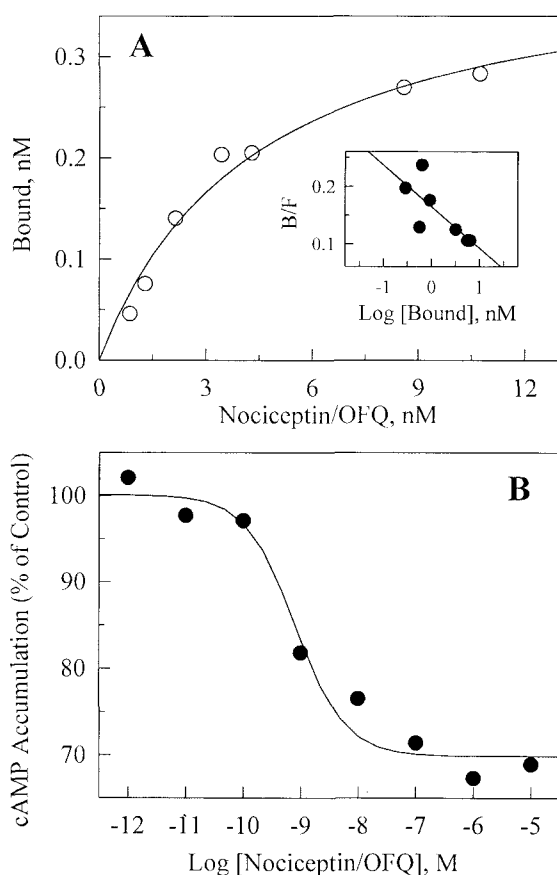 A
0.3
0.2
0.1
0.0
Bound, nM
0 3 6 9 12
Nociceptin/OFQ, nM
0.2
0.1
B/F
-1 0 1
Log [Bound], nM
B
100
90
80
70
cAMP Accumulation (% of Control)
-12 -11 -10 -9 -8 -7 -6 -5
Log [Nociceptin/OFQ], M